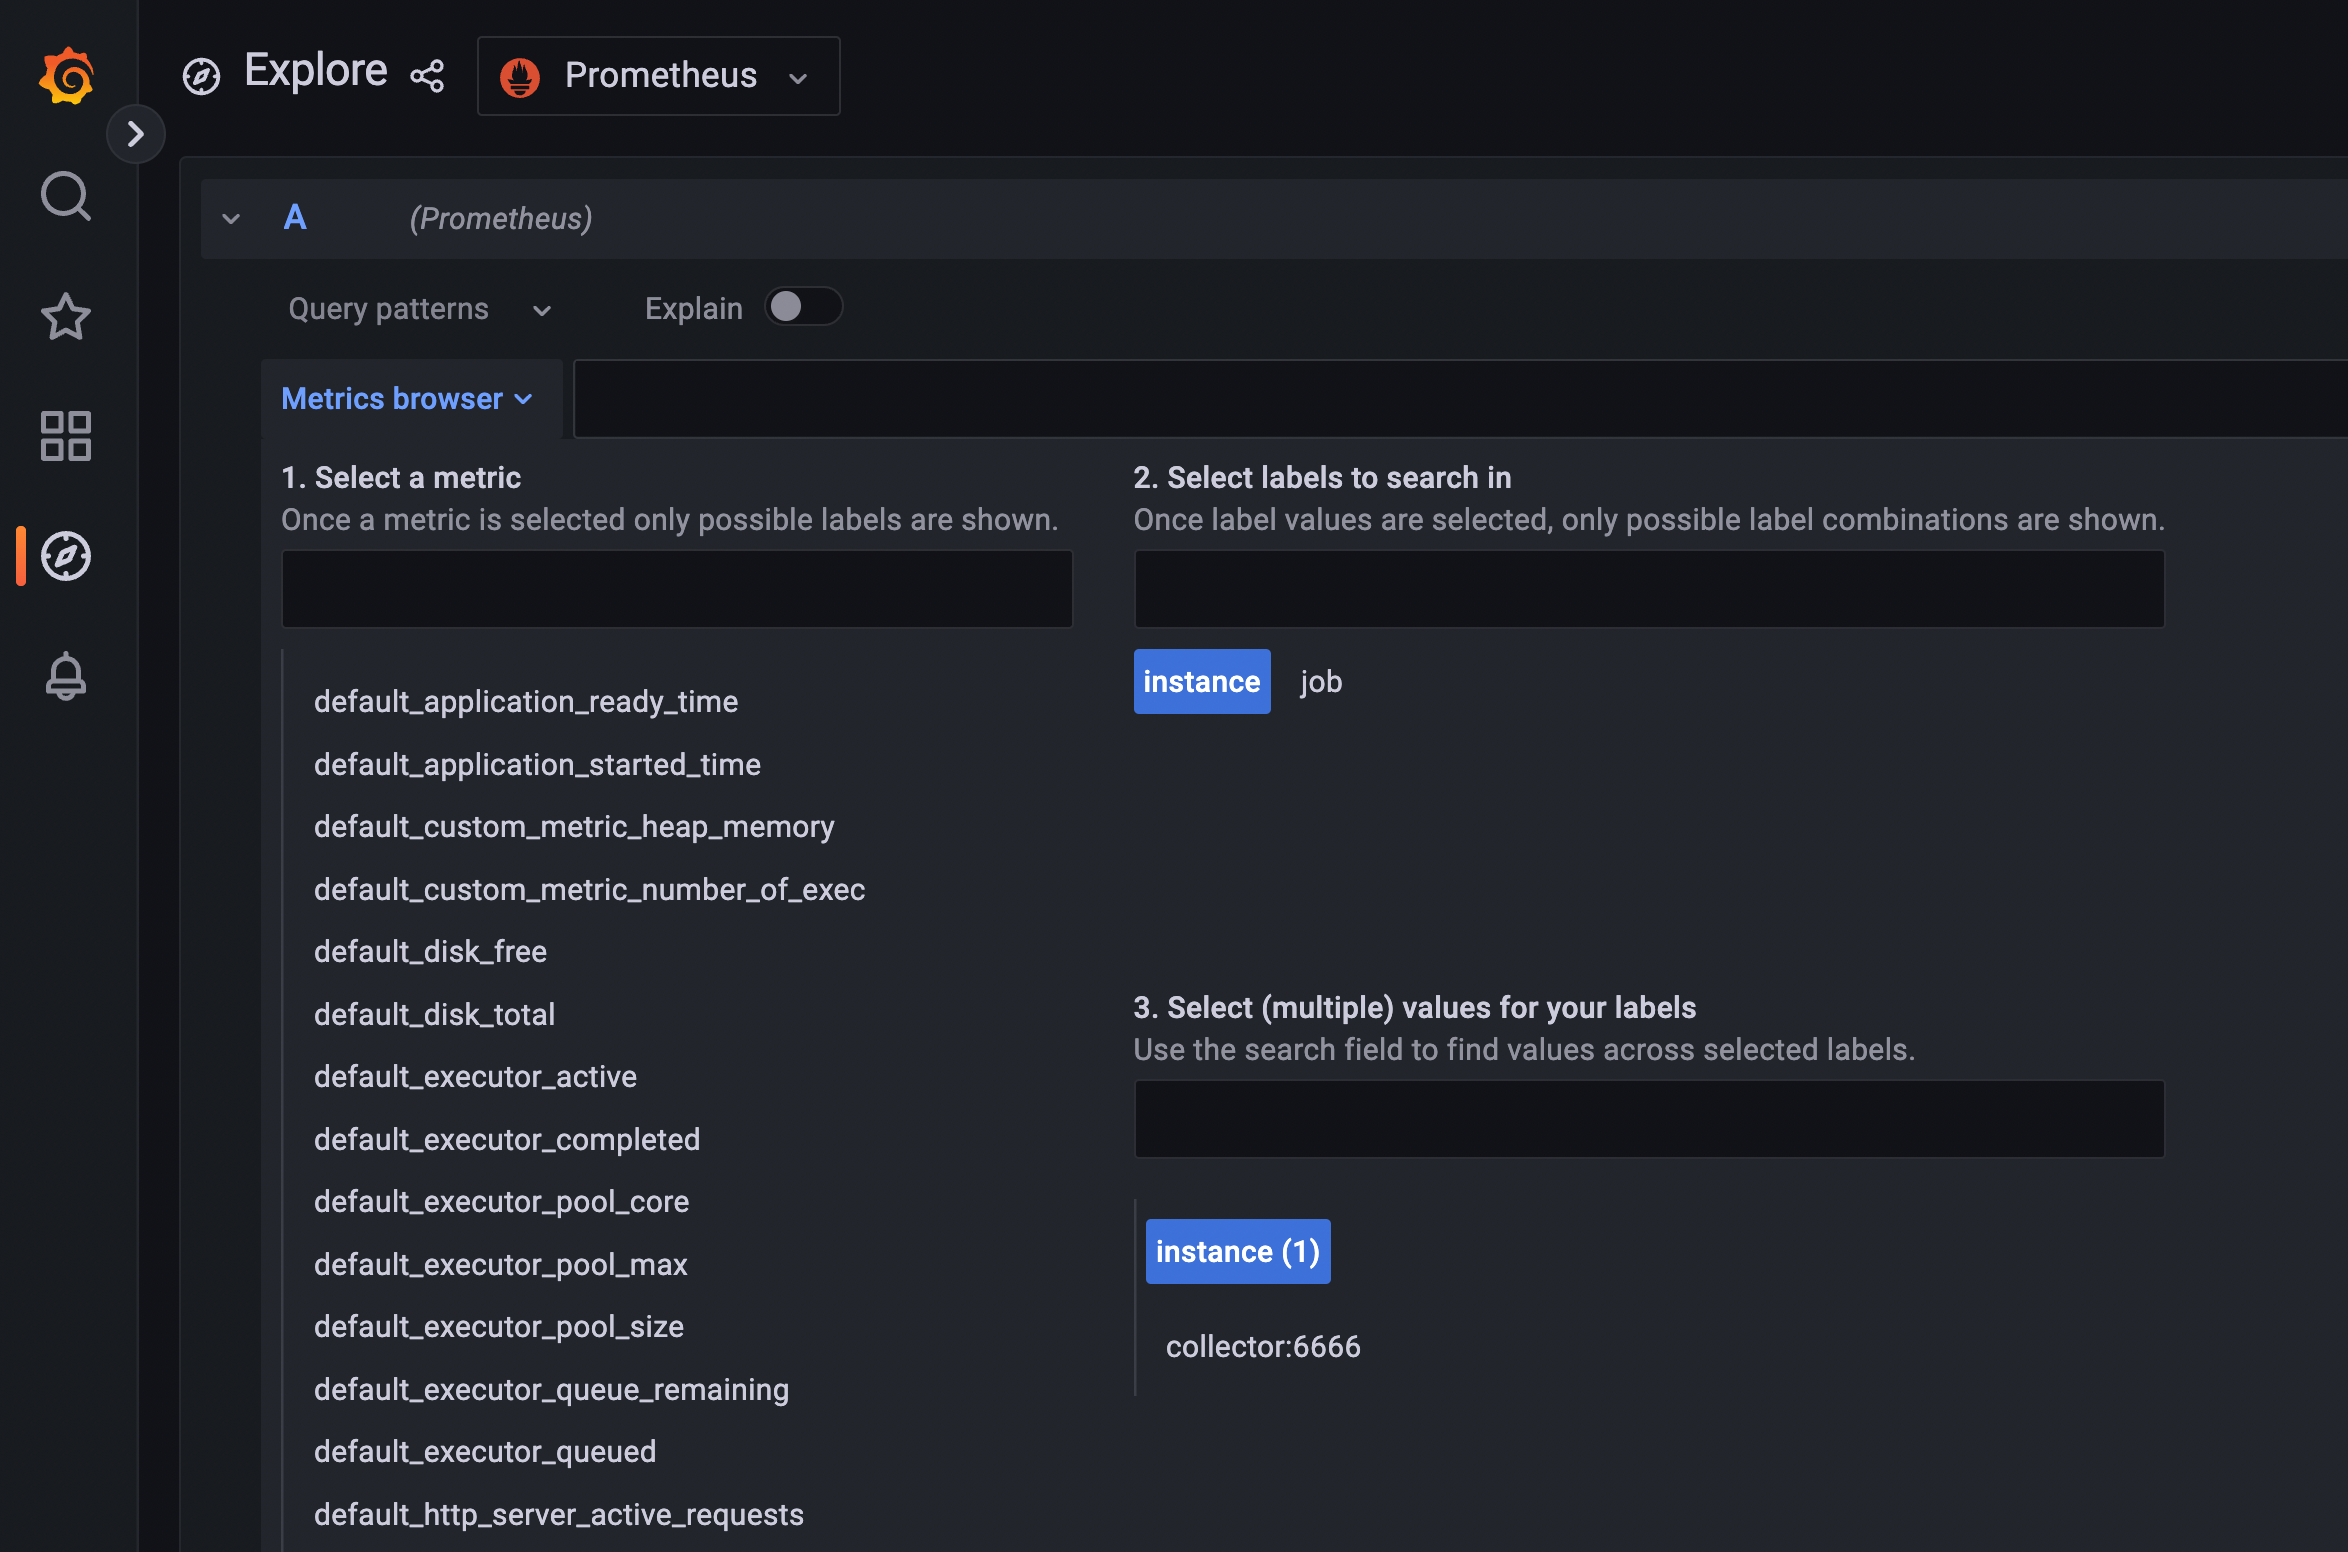 Explore
Prometheus
A (Prometheus)
Query patterns Explain
Metrics browser
1. Select a metric
Once a metric is selected only possible labels are shown.
default_application_ready_time
default_application_started_time
default_custom_metric_heap_memory
default_custom_metric_number_of_exec
default_disk_free
default_disk_total
default_executor_active
default_executor_completed
default_executor_pool_core
default_executor_pool_max
default_executor_pool_size
default_executor_queue_remaining
default_executor_queued
default_http_server_active_requests
2. Select labels to search in
Once label values are selected, only possible label combinations are shown.
instance job
3. Select (multiple) values for your labels
Use the search field to find values across selected labels.
instance (1)
collector:6666